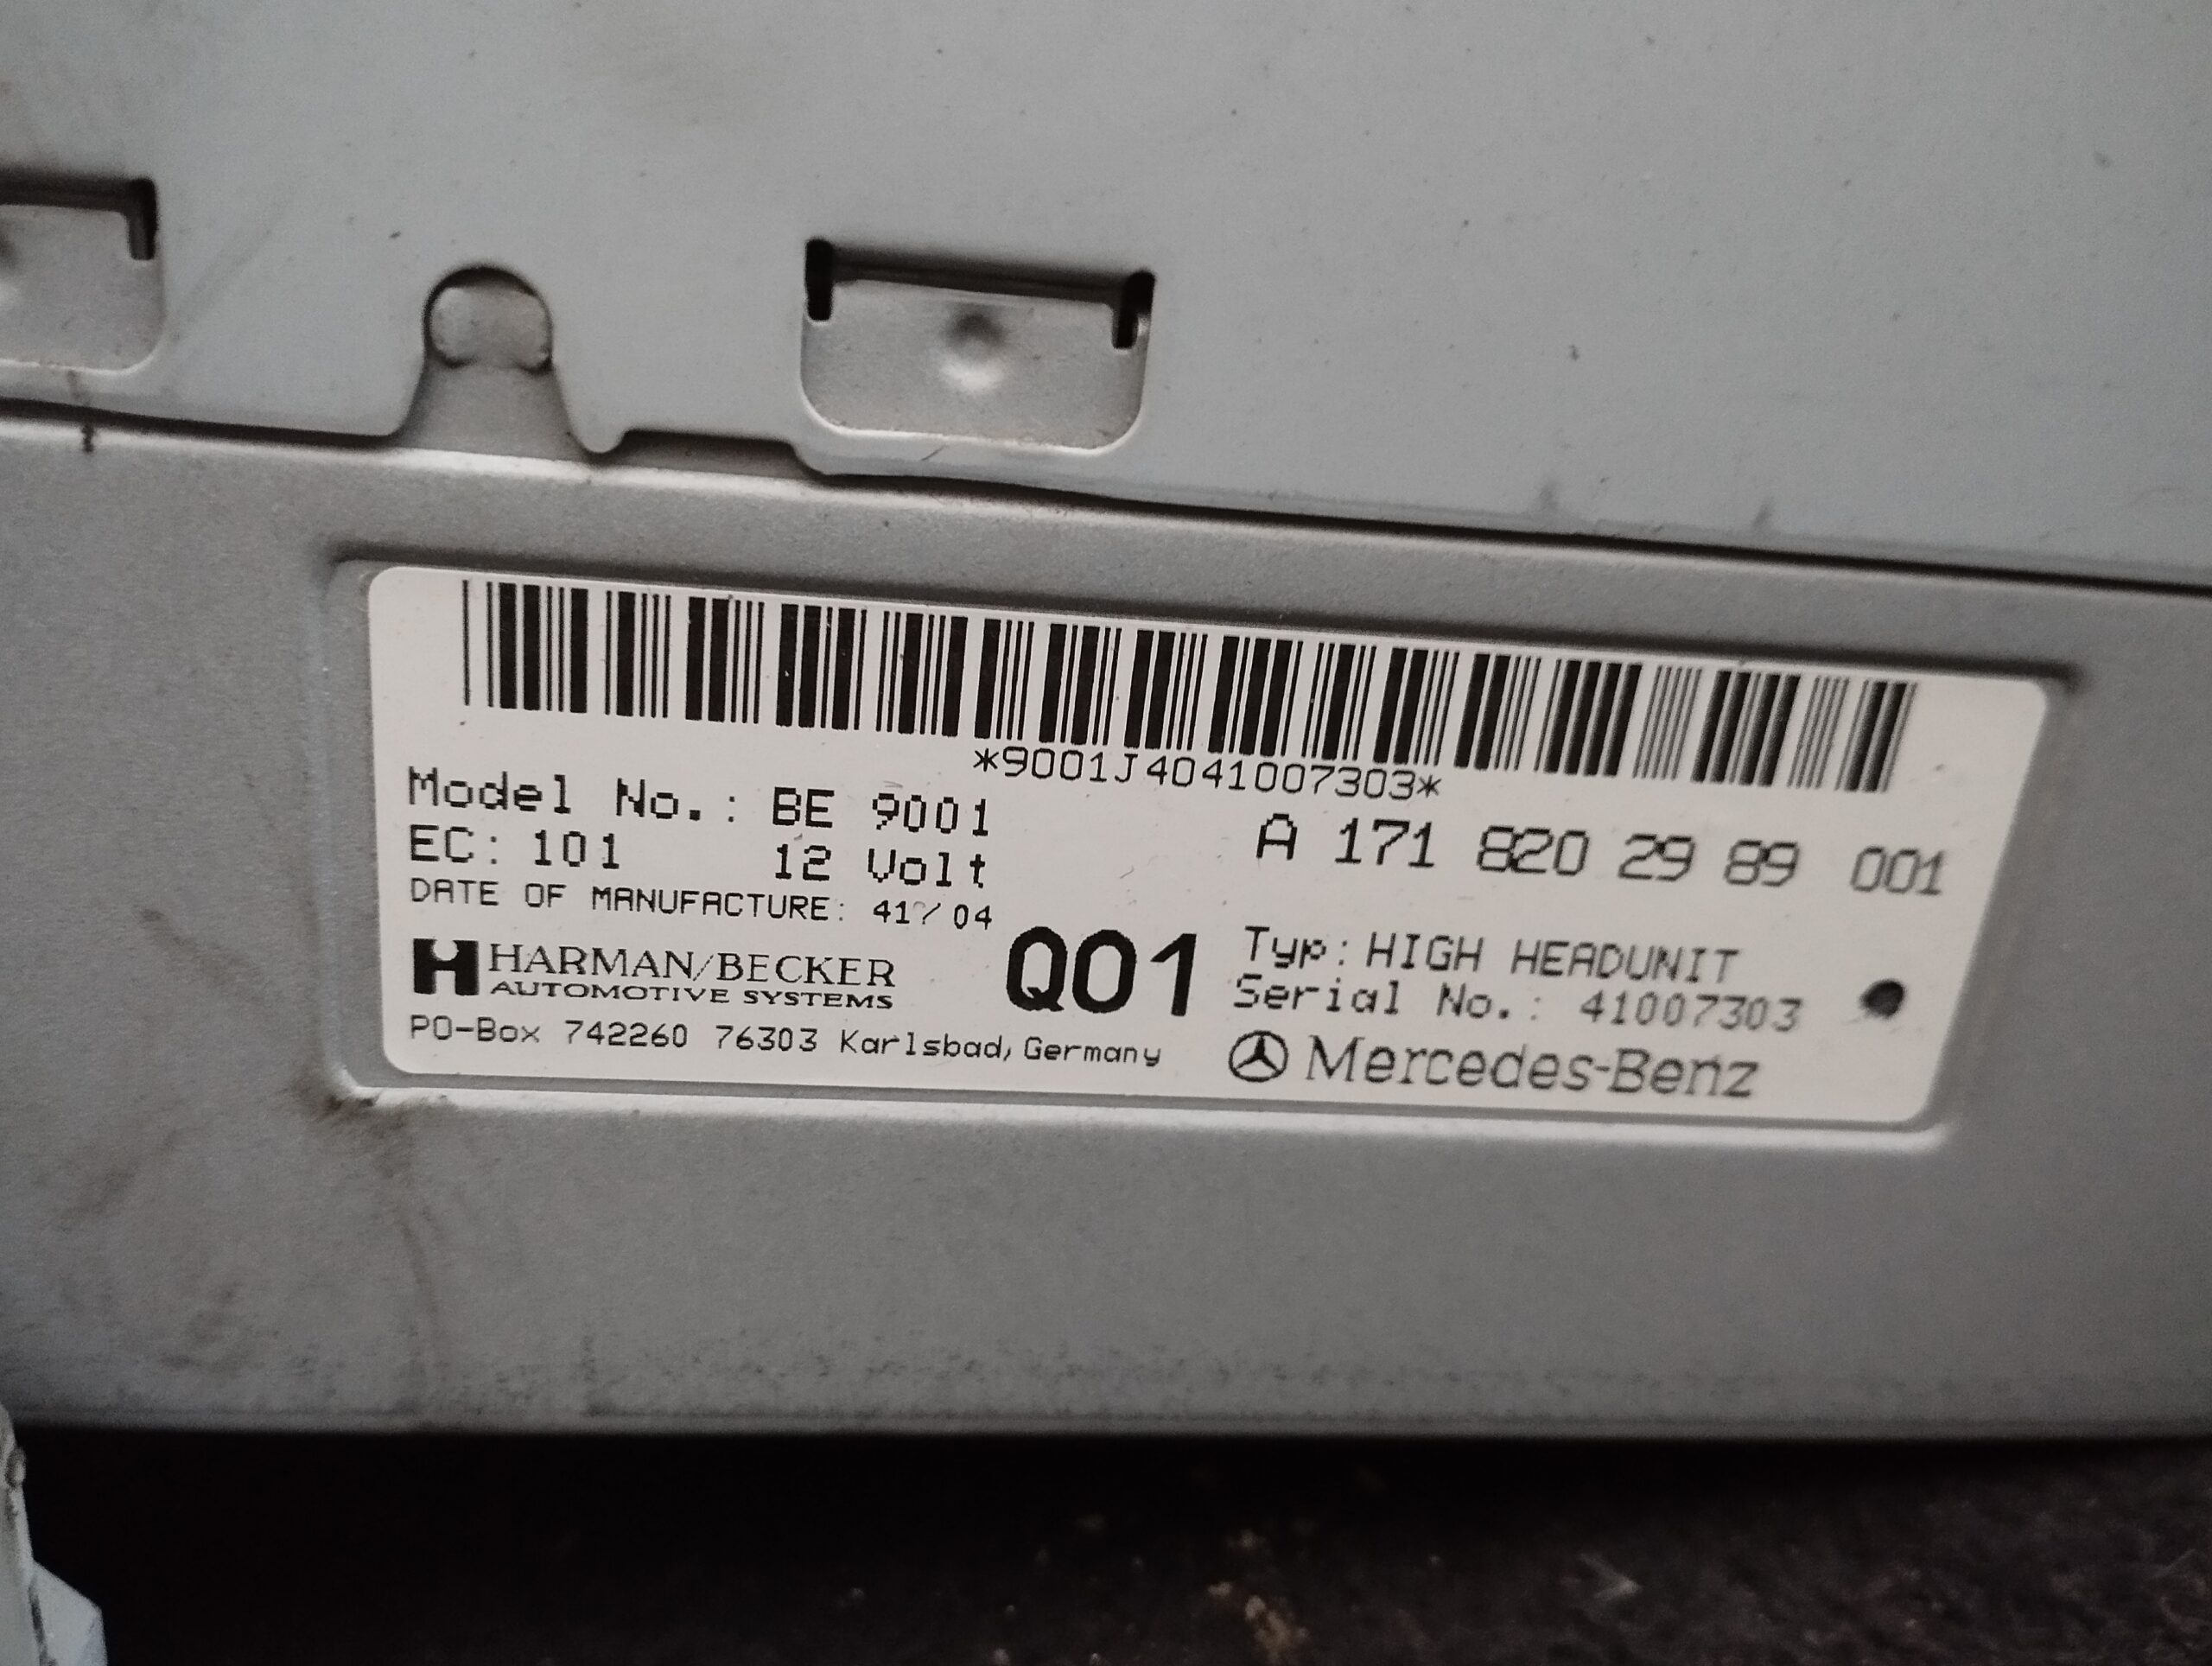 *9001J4041007303*
Model No.: BE 9001
A 171 820 29 89 001
EC: 101 12 Volt
DATE OF MANUFACTURE: 41/04
Q01
Typ: HIGH HEADUNIT
HARMAN/BECKER
AUTOMOTIVE SYSTEMS
Serial No.: 41007303
PO-Box 742260 76303 Karlsbad, Germany
Mercedes-Benz